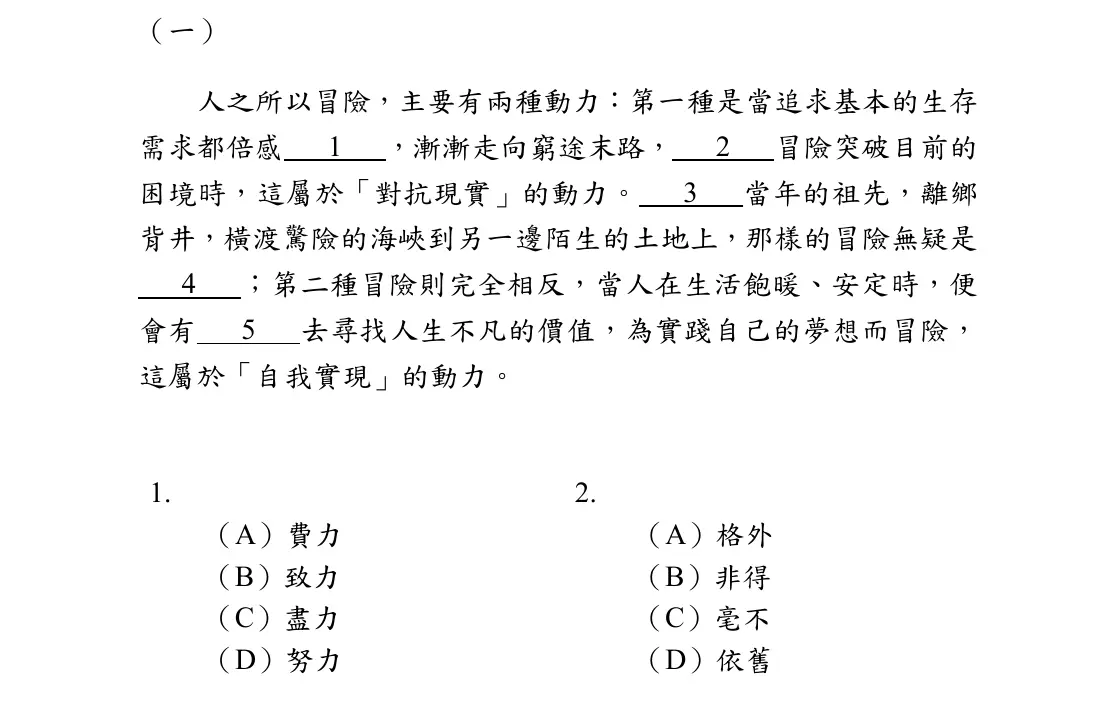 （一）
人之所以冒險，主要有兩種動力：第一種是當追求基本的生存
需求都倍感 1 ，漸漸走向窮途末路， 2 冒險突破目前的
困境時，這屬於「對抗現實」的動力。 3 當年的祖先，離鄉
背井，橫渡驚險的海峽到另一邊陌生的土地上，那樣的冒險無疑是
4 ；第二種冒險則完全相反，當人在生活飽暖、安定時，便
會有 5 去尋找人生不凡的價值，為實踐自己的夢想而冒險，
這屬於「自我實現」的動力。
1. 2.
（A）費力 （A）格外
（B）致力 （B）非得
（C）盡力 （C）毫不
（D）努力 （D）依舊